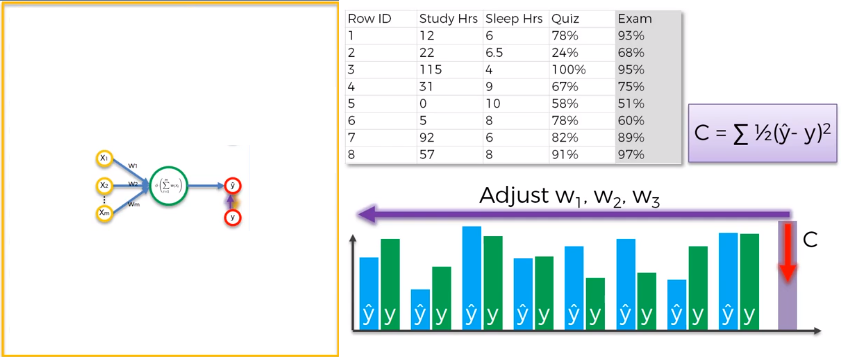 X₁
w₁
X₂
w₂
Xₘ
wₘ
ŷ
y
Row ID Study Hrs Sleep Hrs Quiz Exam
1 12 6 78% 93%
2 22 6.5 24% 68%
3 115 4 100% 95%
4 31 9 67% 75%
5 0 10 58% 51%
6 5 8 78% 60%
7 92 6 82% 89%
8 57 8 91% 97%
C = ∑ ½(ŷ- y)²
Adjust w₁, w₂, w₃
C
ŷ y ŷ y ŷ y ŷ y ŷ y ŷ y ŷ y ŷ y